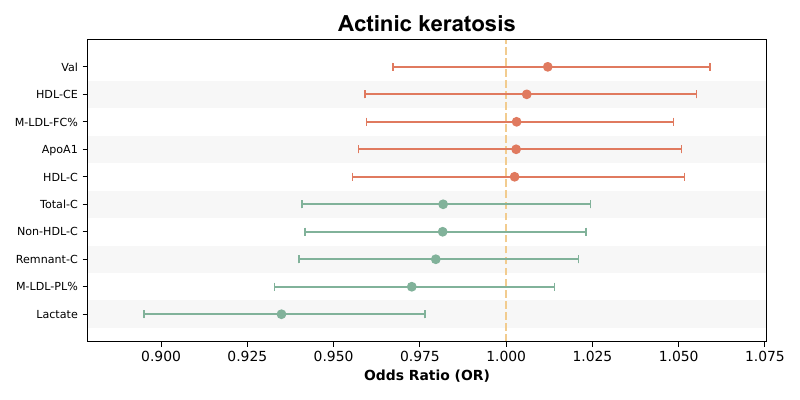 Actinic keratosis
Val
HDL-CE
M-LDL-FC%
ApoA1
HDL-C
Total-C
Non-HDL-C
Remnant-C
M-LDL-PL%
Lactate
0.900 0.925 0.950 0.975 1.000 1.025 1.050 1.075
Odds Ratio (OR)